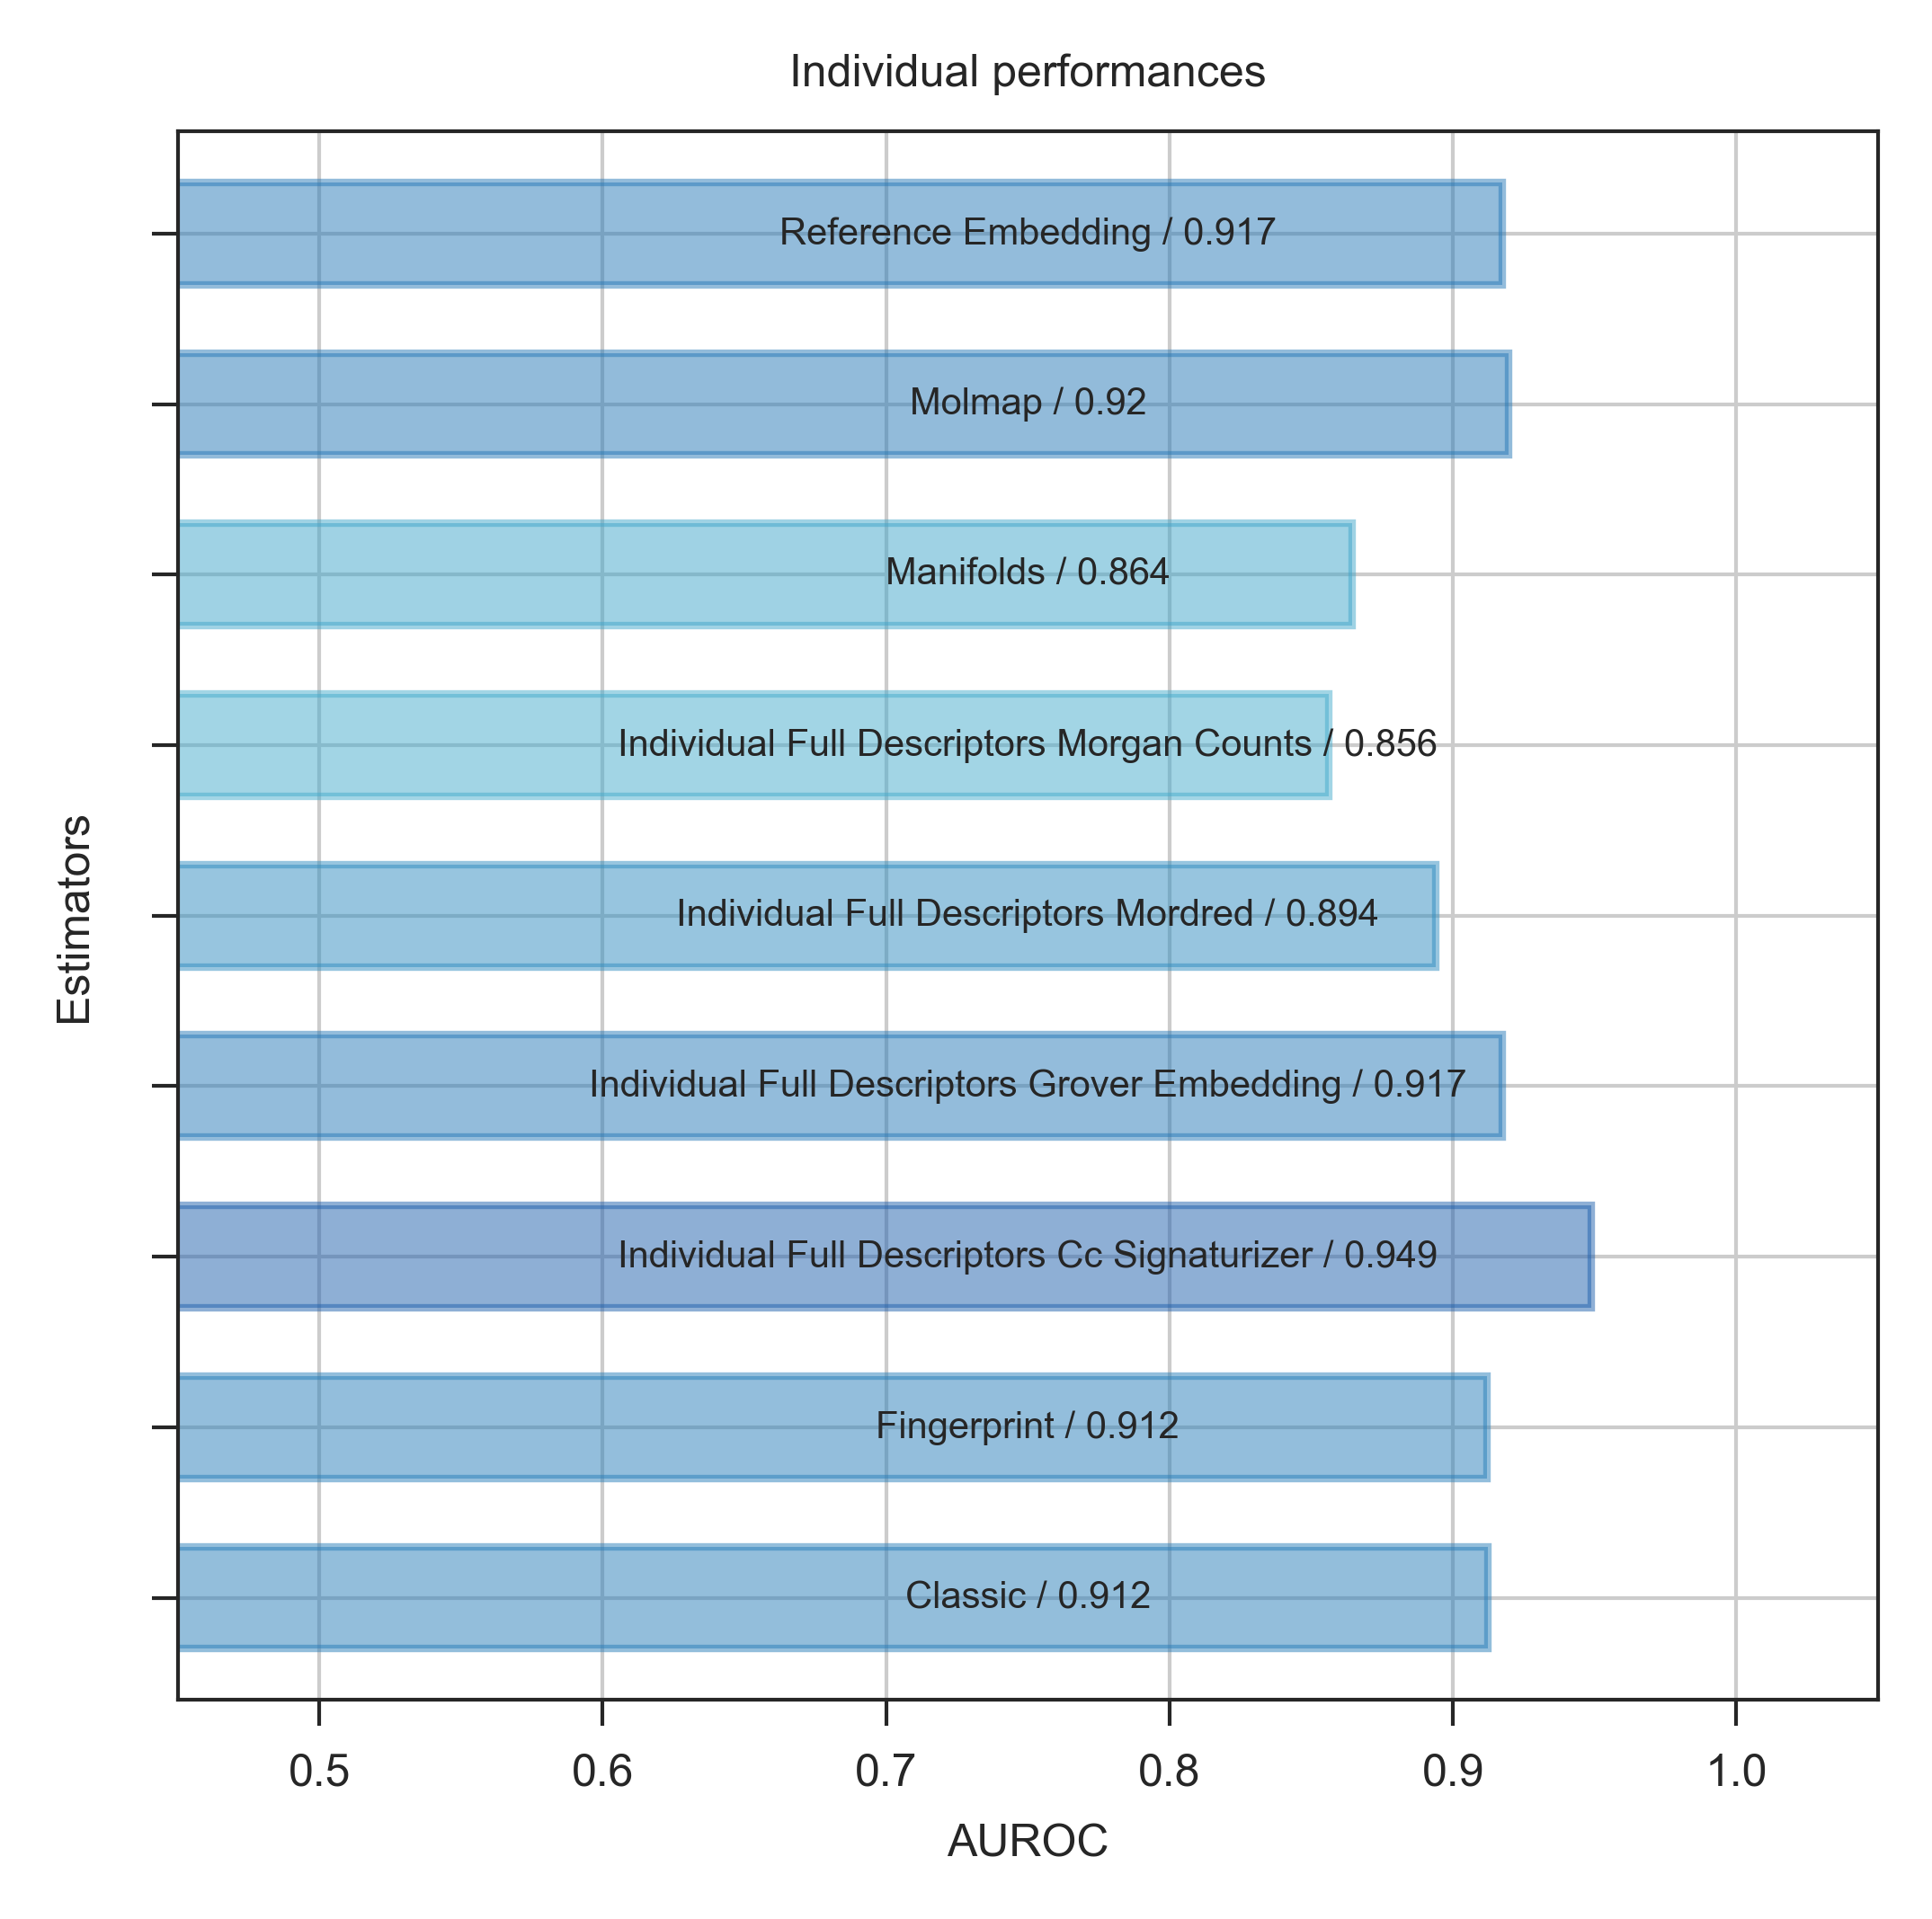 Individual performances
Reference Embedding / 0.917
Molmap / 0.92
Manifolds / 0.864
Individual Full Descriptors Morgan Counts / 0.856
Individual Full Descriptors Mordred / 0.894
Individual Full Descriptors Grover Embedding / 0.917
Individual Full Descriptors Cc Signaturizer / 0.949
Fingerprint / 0.912
Classic / 0.912
Estimators
0.5 0.6 0.7 0.8 0.9 1.0
AUROC